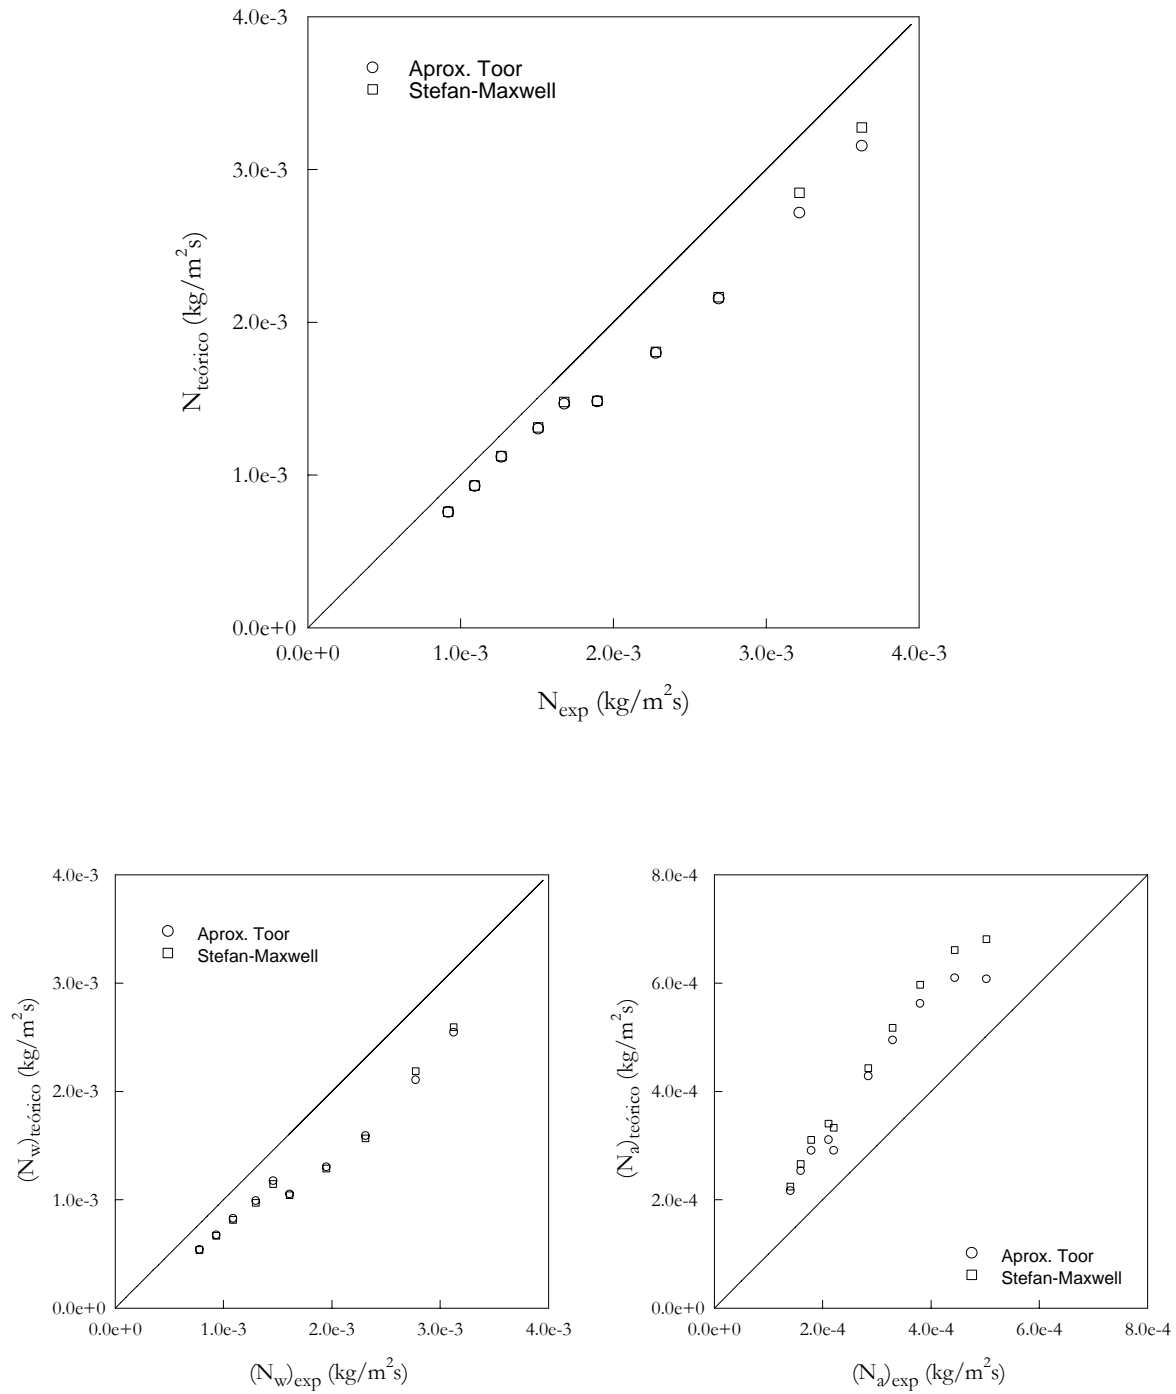 4.0e-3
Aprox. Toor
Stefan-Maxwell
3.0e-3
N_teórico (kg/m²s)
2.0e-3
1.0e-3
0.0e+0
0.0e+0 1.0e-3 2.0e-3 3.0e-3 4.0e-3
N_exp (kg/m²s)
4.0e-3
Aprox. Toor
Stefan-Maxwell
3.0e-3
(N_w)_teórico (kg/m²s)
2.0e-3
1.0e-3
0.0e+0
0.0e+0 1.0e-3 2.0e-3 3.0e-3 4.0e-3
(N_w)_exp (kg/m²s)
8.0e-4
6.0e-4
(N_a)_teórico (kg/m²s)
4.0e-4
2.0e-4
Aprox. Toor
Stefan-Maxwell
0.0e+0
0.0e+0 2.0e-4 4.0e-4 6.0e-4 8.0e-4
(N_a)_exp (kg/m²s)